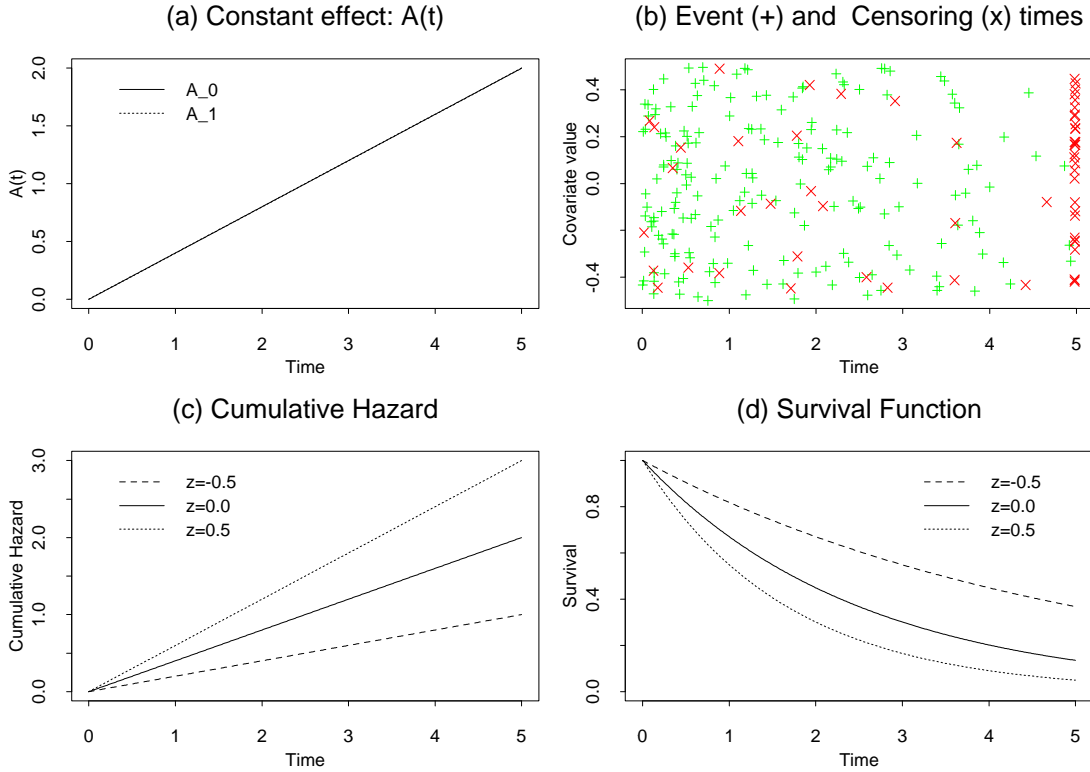 (a) Constant effect: A(t)
A(t)
0.0 0.5 1.0 1.5 2.0
A_0
A_1
0 1 2 3 4 5
Time
(b) Event (+) and Censoring (x) times
Covariate value
-0.4 0.0 0.2 0.4
0 1 2 3 4 5
Time
(c) Cumulative Hazard
Cumulative Hazard
0.0 1.0 2.0 3.0
z=-0.5
z=0.0
z=0.5
0 1 2 3 4 5
Time
(d) Survival Function
Survival
0.0 0.4 0.8
z=-0.5
z=0.0
z=0.5
0 1 2 3 4 5
Time